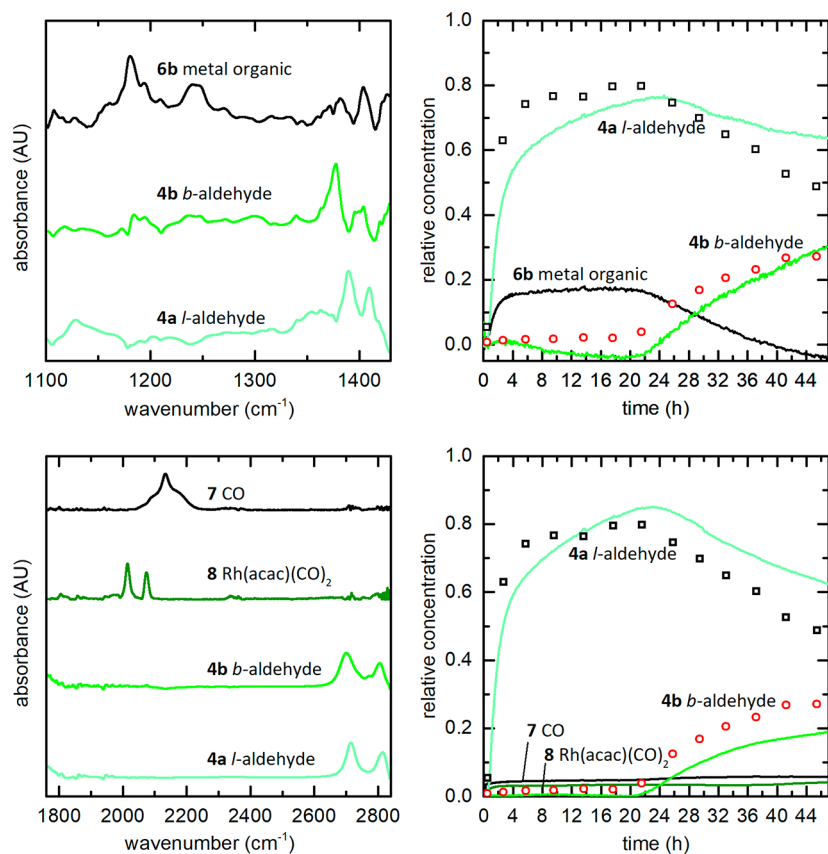 absorbance (AU)
6b metal organic
4b b-aldehyde
4a l-aldehyde
1100 1200 1300 1400
wavenumber (cm⁻¹)
relative concentration
1.0
0.8
0.6
0.4
0.2
0.0
4a l-aldehyde
4b b-aldehyde
6b metal organic
0 4 8 12 16 20 24 28 32 36 40 44
time (h)
absorbance (AU)
7 CO
8 Rh(acac)(CO)₂
4b b-aldehyde
4a l-aldehyde
1800 2000 2200 2400 2600 2800
wavenumber (cm⁻¹)
relative concentration
1.0
0.8
0.6
0.4
0.2
0.0
4a l-aldehyde
4b b-aldehyde
7 CO
8 Rh(acac)(CO)₂
0 4 8 12 16 20 24 28 32 36 40 44
time (h)